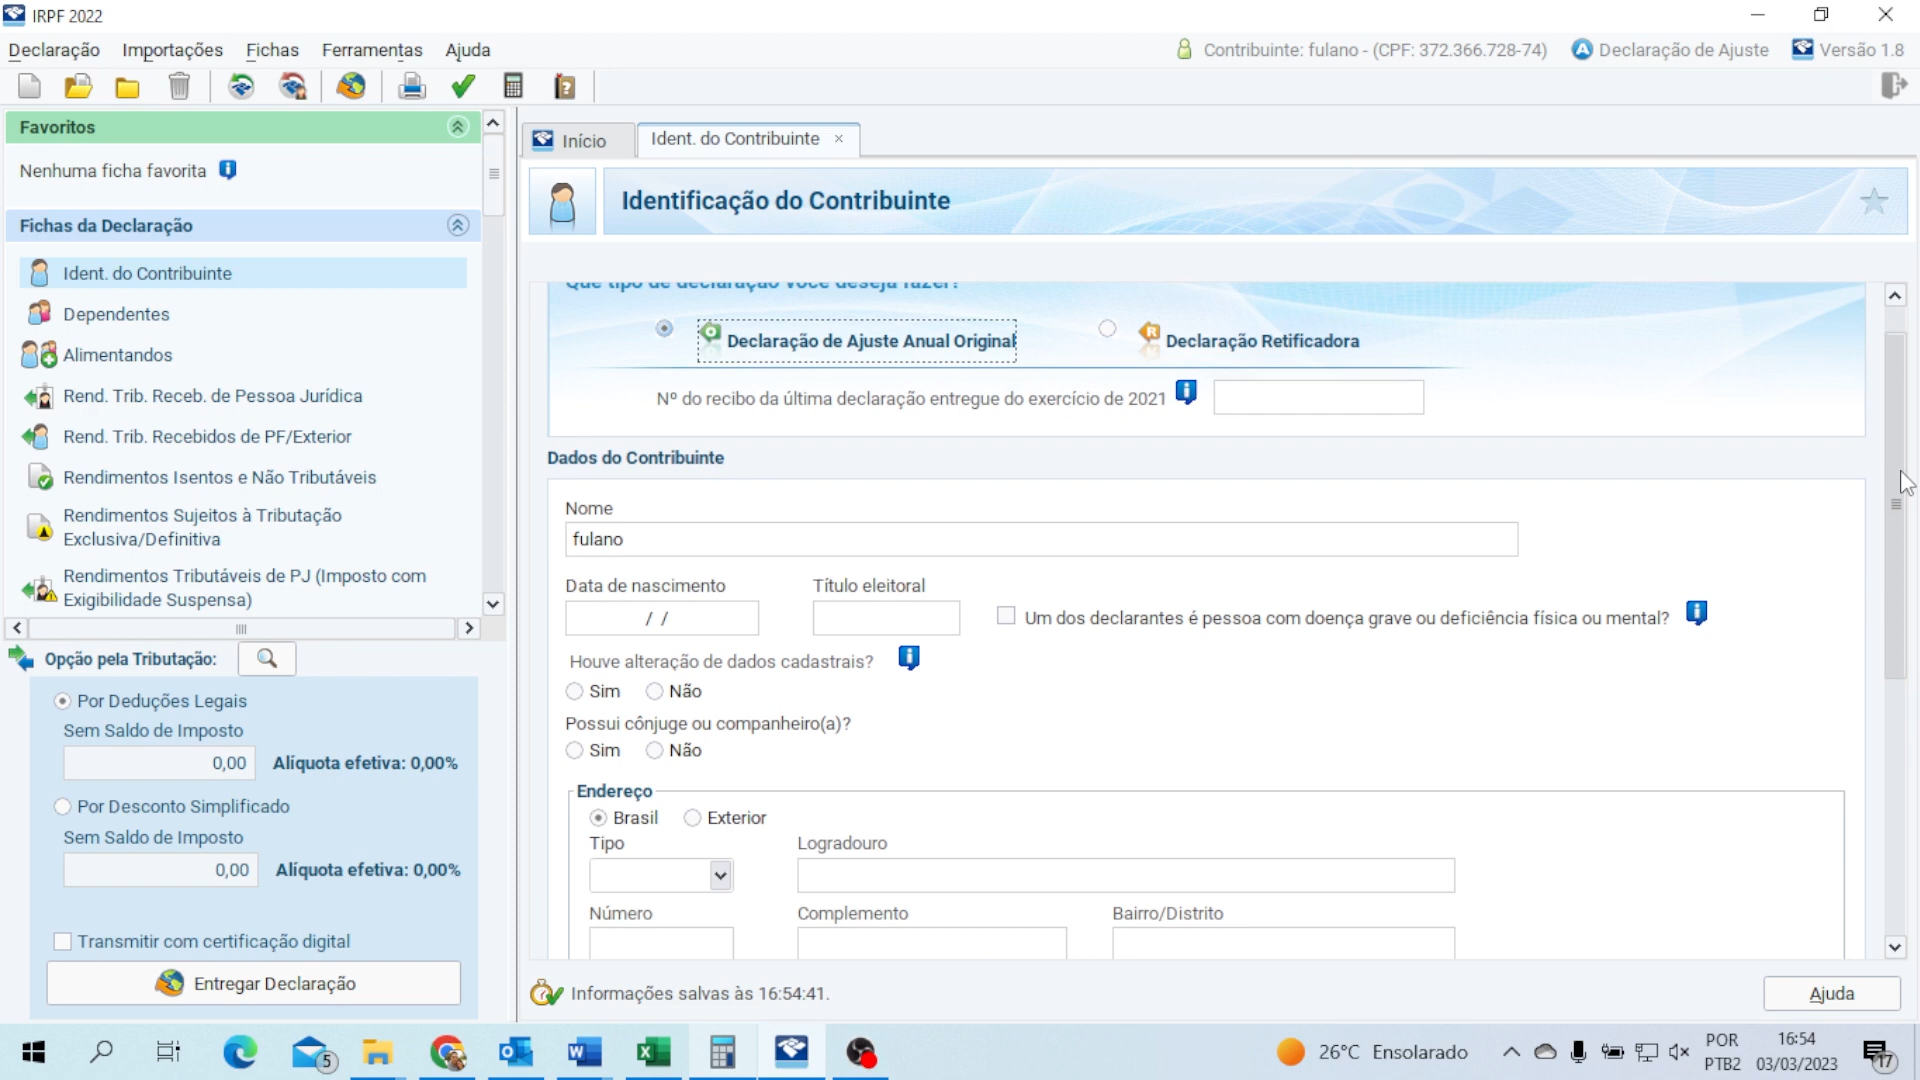 IRPF 2022
Declaração Importações Fichas Ferramentas Ajuda
Contribuinte: fulano - (CPF: 372.366.728-74) Declaração de Ajuste Versão 1.8
Favoritos
Nenhuma ficha favorita
Fichas da Declaração
Ident. do Contribuinte
Dependentes
Alimentandos
Rend. Trib. Receb. de Pessoa Jurídica
Rend. Trib. Recebidos de PF/Exterior
Rendimentos Isentos e Não Tributáveis
Rendimentos Sujeitos à Tributação
Exclusiva/Definitiva
Rendimentos Tributáveis de PJ (Imposto com
Exigibilidade Suspensa)
Opção pela Tributação:
Por Deduções Legais
Sem Saldo de Imposto
0,00 Alíquota efetiva: 0,00%
Por Desconto Simplificado
Sem Saldo de Imposto
0,00 Alíquota efetiva: 0,00%
Transmitir com certificação digital
Entregar Declaração
Início Ident. do Contribuinte ×
Identificação do Contribuinte
Que tipo de declaração você deseja fazer?
Declaração de Ajuste Anual Original Declaração Retificadora
Nº do recibo da última declaração entregue do exercício de 2021
Dados do Contribuinte
Nome
fulano
Data de nascimento Título eleitoral
/ / Um dos declarantes é pessoa com doença grave ou deficiência física ou mental?
Houve alteração de dados cadastrais?
Sim Não
Possui cônjuge ou companheiro(a)?
Sim Não
Endereço
Brasil Exterior
Tipo Logradouro
Número Complemento Bairro/Distrito
Informações salvas às 16:54:41.
Ajuda
5
26°C Ensolarado
POR
PTB2
16:54
03/03/2023
17